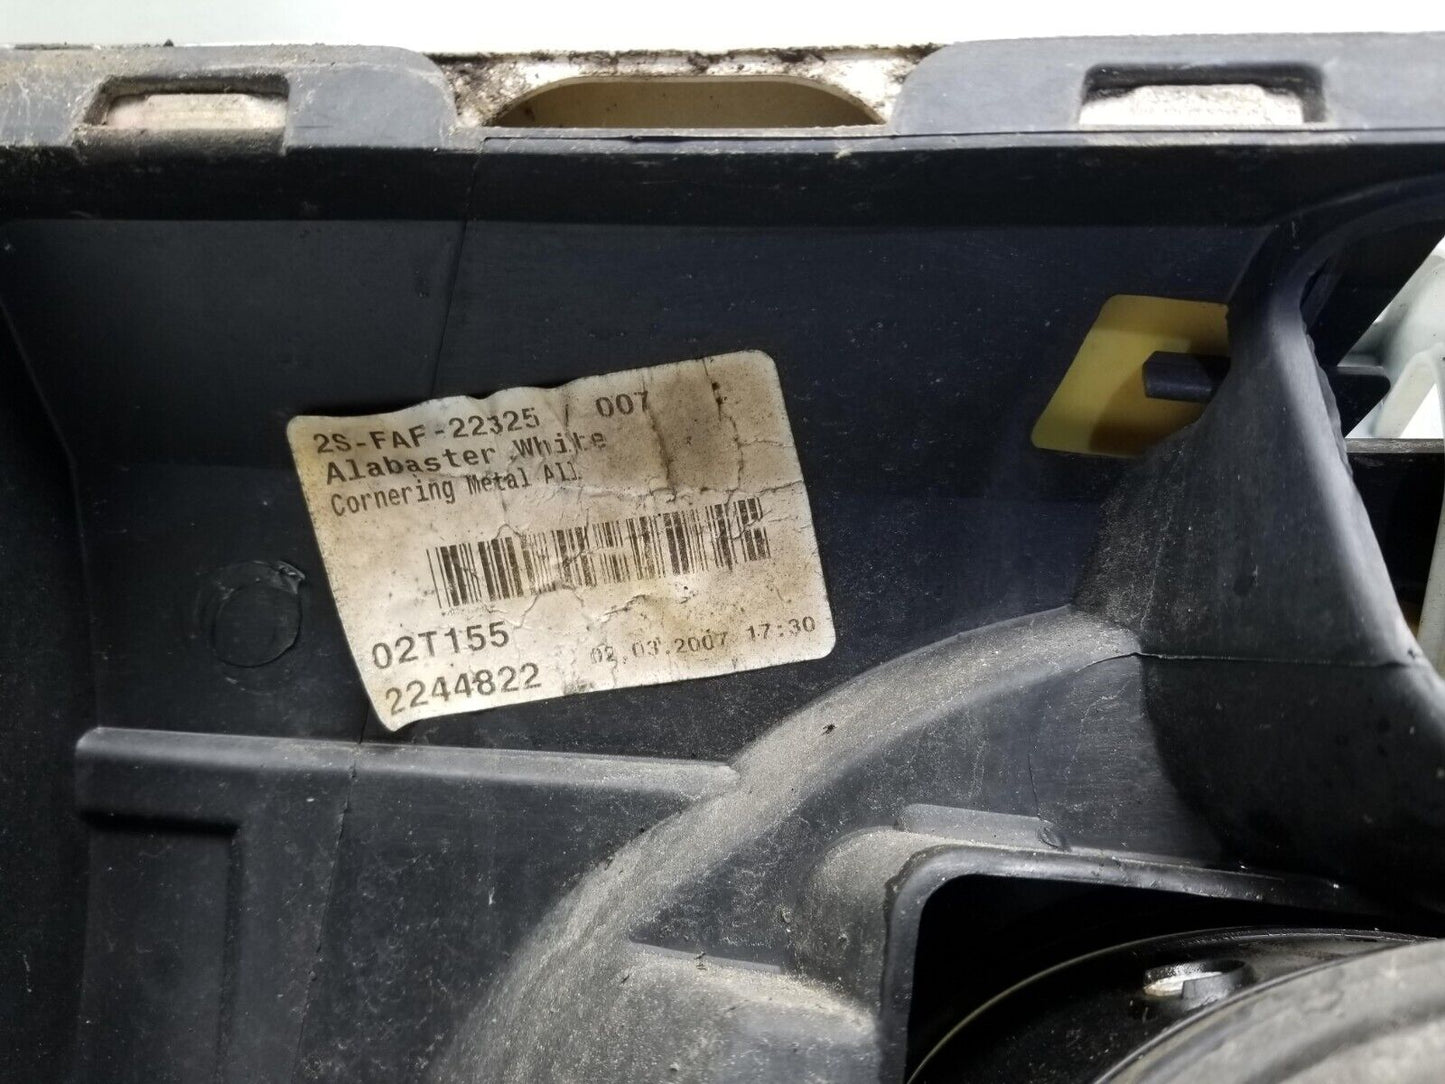 2S-FAF-22325 / 007
Alabaster White
Cornering Metal All
02T155
2244822 02.03.2007 17:30